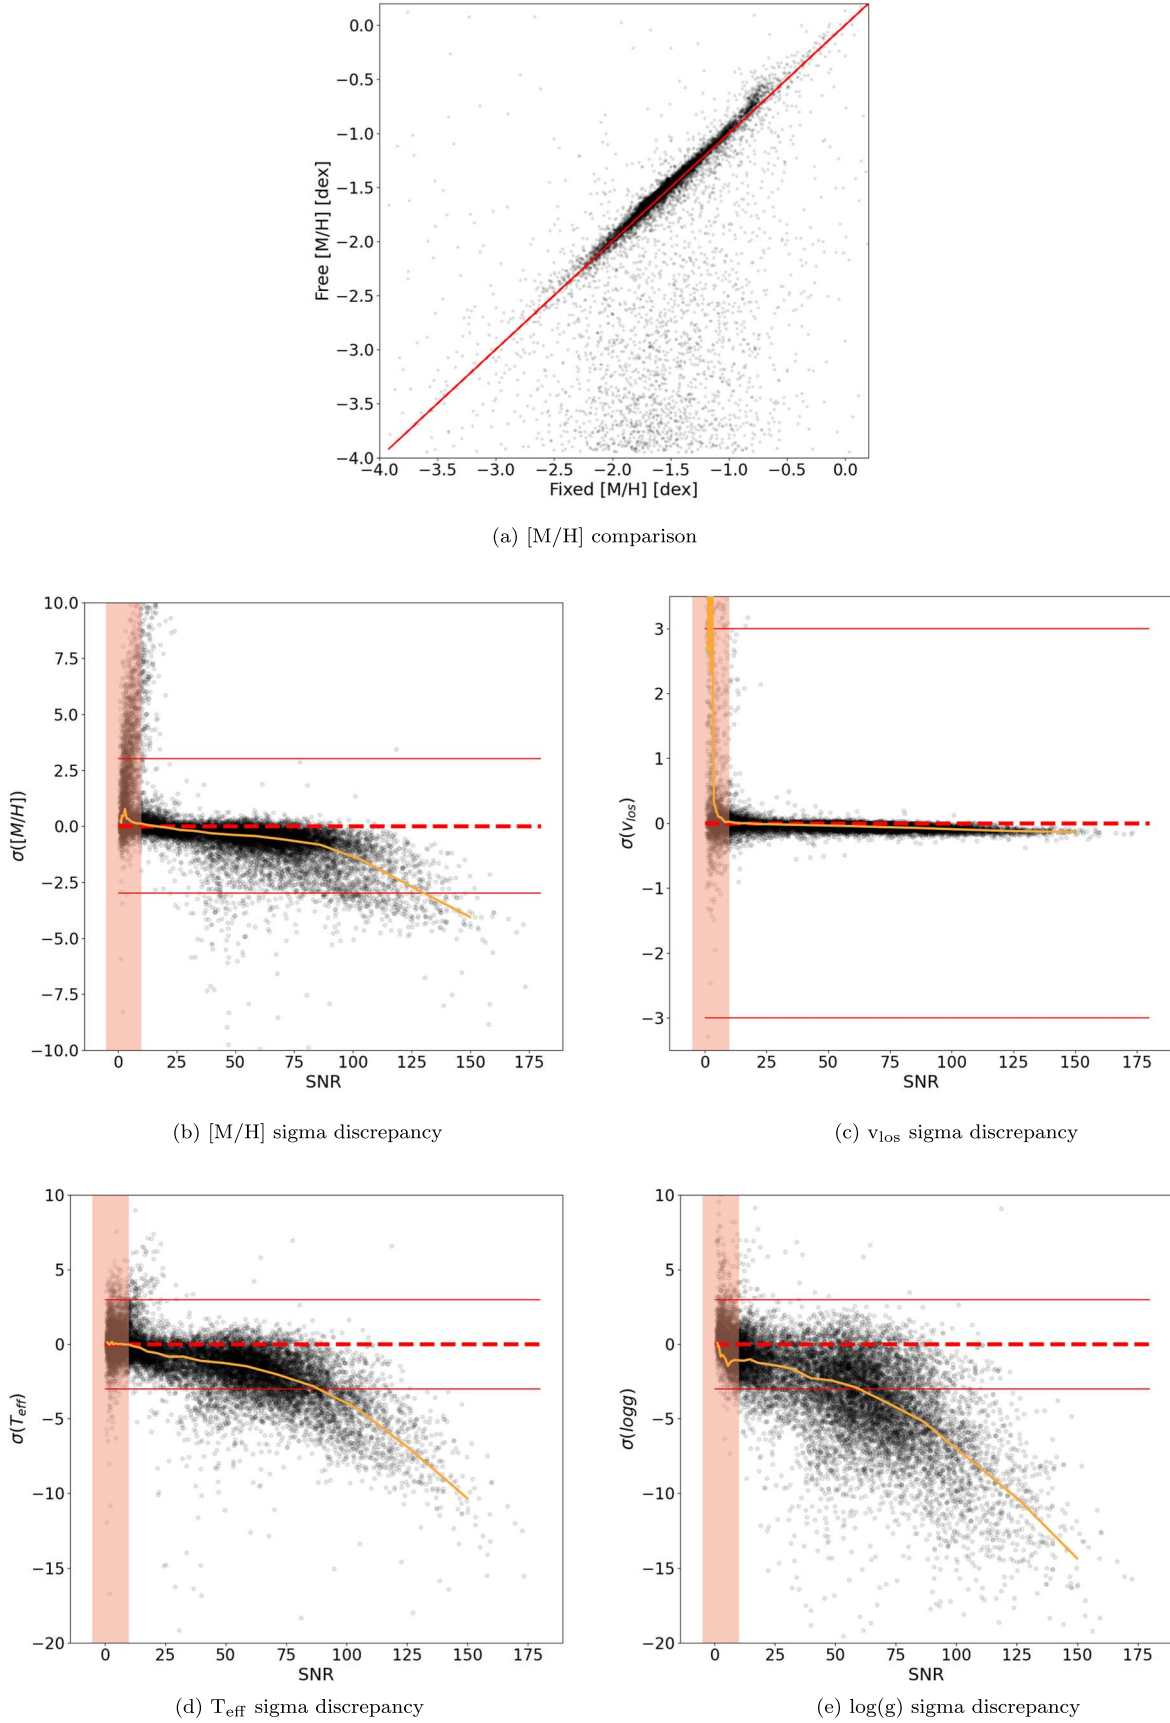 0.0
−0.5
−1.0
−1.5
−2.0
−2.5
−3.0
−3.5
−4.0
Free [M/H] [dex]
−4.0 −3.5 −3.0 −2.5 −2.0 −1.5 −1.0 −0.5 0.0
Fixed [M/H] [dex]
(a) [M/H] comparison
10.0
7.5
5.0
2.5
0.0
−2.5
−5.0
−7.5
−10.0
σ([M/H])
0 25 50 75 100 125 150 175
SNR
(b) [M/H] sigma discrepancy
3
2
1
0
−1
−2
−3
σ(v_los)
0 25 50 75 100 125 150 175
SNR
(c) v_los sigma discrepancy
10
5
0
−5
−10
−15
−20
σ(T_eff)
0 25 50 75 100 125 150 175
SNR
(d) T_eff sigma discrepancy
10
5
0
−5
−10
−15
−20
σ(logg)
0 25 50 75 100 125 150 175
SNR
(e) log(g) sigma discrepancy